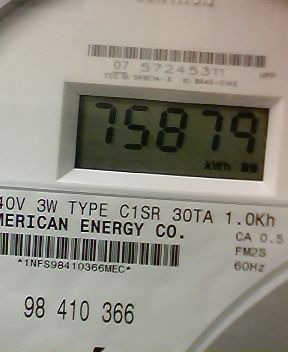 07 57245311
75879
kWh
40V 3W TYPE C1SR 30TA 1.0Kh
MERICAN ENERGY CO.
CA 0.5
FM2S
60Hz
*1NFS98410366MEC*
98 410 366